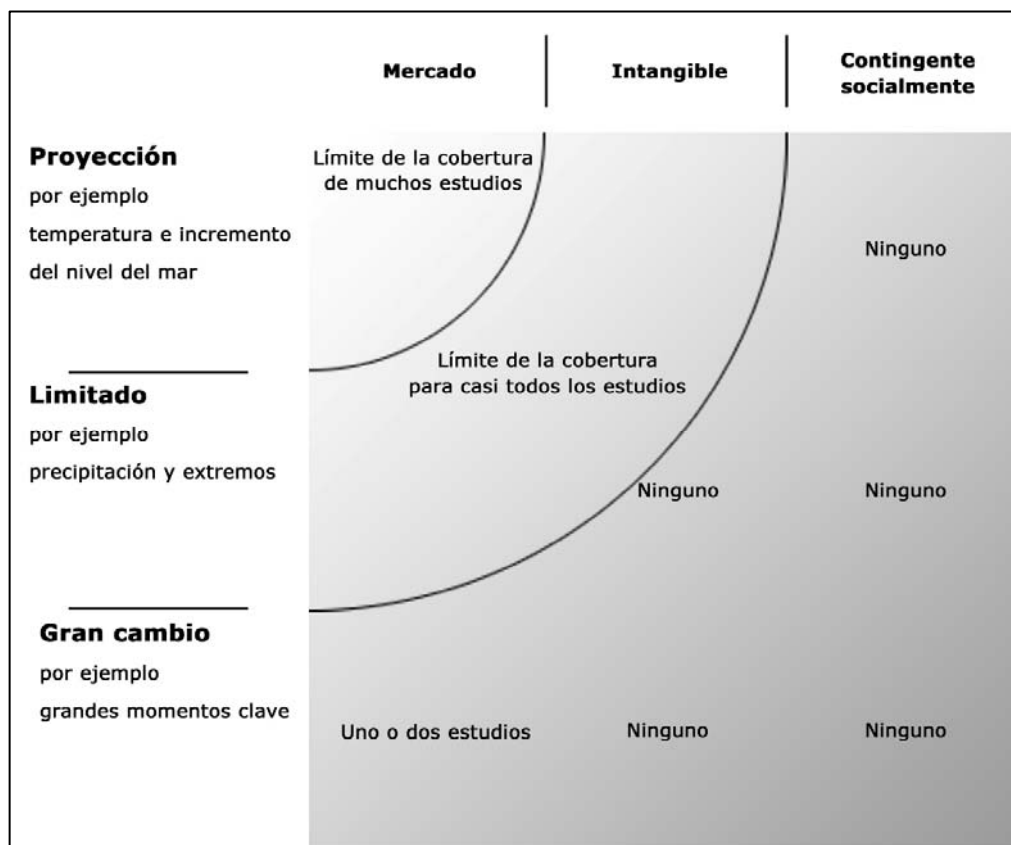 Mercado
Intangible
Contingente
socialmente
Proyección
por ejemplo
temperatura e incremento
del nivel del mar
Límite de la cobertura
de muchos estudios
Ninguno
Limitado
por ejemplo
precipitación y extremos
Límite de la cobertura
para casi todos los estudios
Ninguno
Ninguno
Gran cambio
por ejemplo
grandes momentos clave
Uno o dos estudios
Ninguno
Ninguno